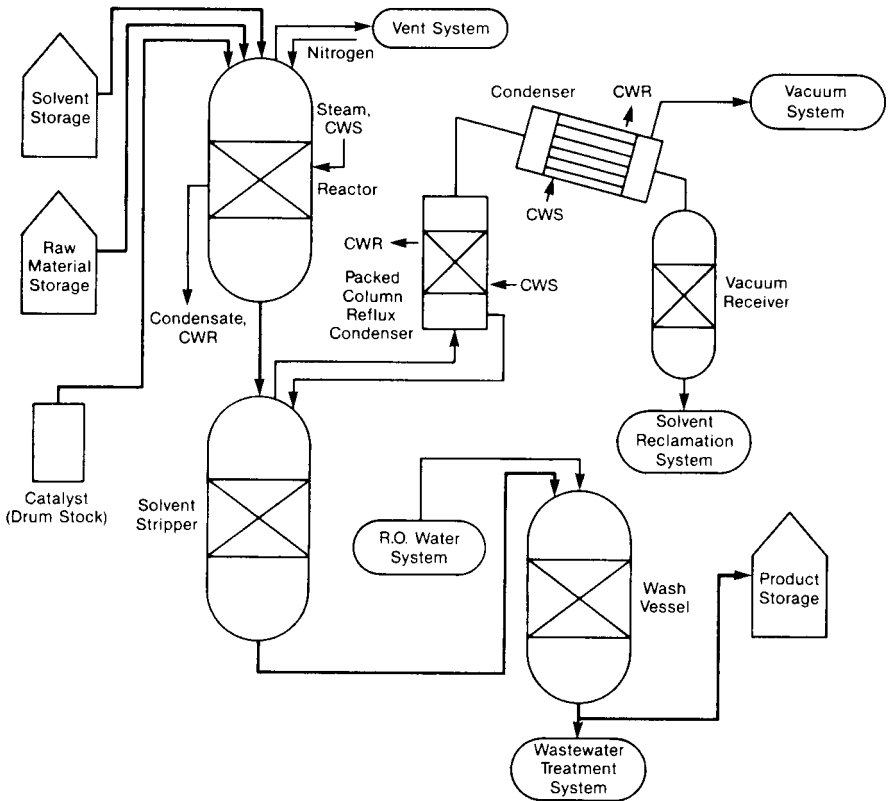 Vent System
Nitrogen
Solvent
Storage
Steam,
CWS
Reactor
Condenser
CWR
Vacuum
System
CWS
Raw
Material
Storage
CWR
Packed
Column
Reflux
Condenser
CWS
Vacuum
Receiver
Condensate,
CWR
Solvent
Reclamation
System
Catalyst
(Drum Stock)
Solvent
Stripper
R.O. Water
System
Wash
Vessel
Product
Storage
Wastewater
Treatment
System